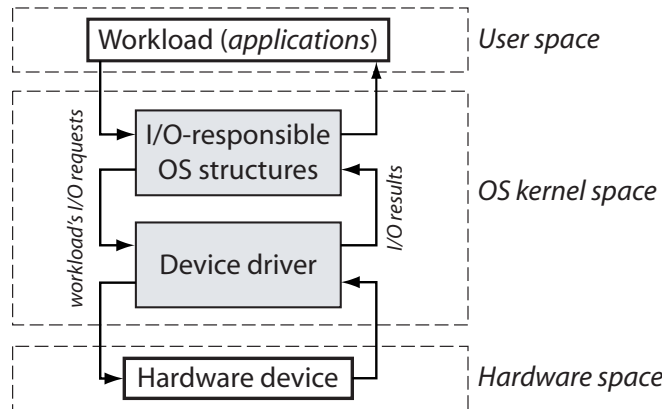 Workload (applications)
User space
I/O-responsible
OS structures
workload's I/O requests
I/O results
OS kernel space
Device driver
Hardware device
Hardware space